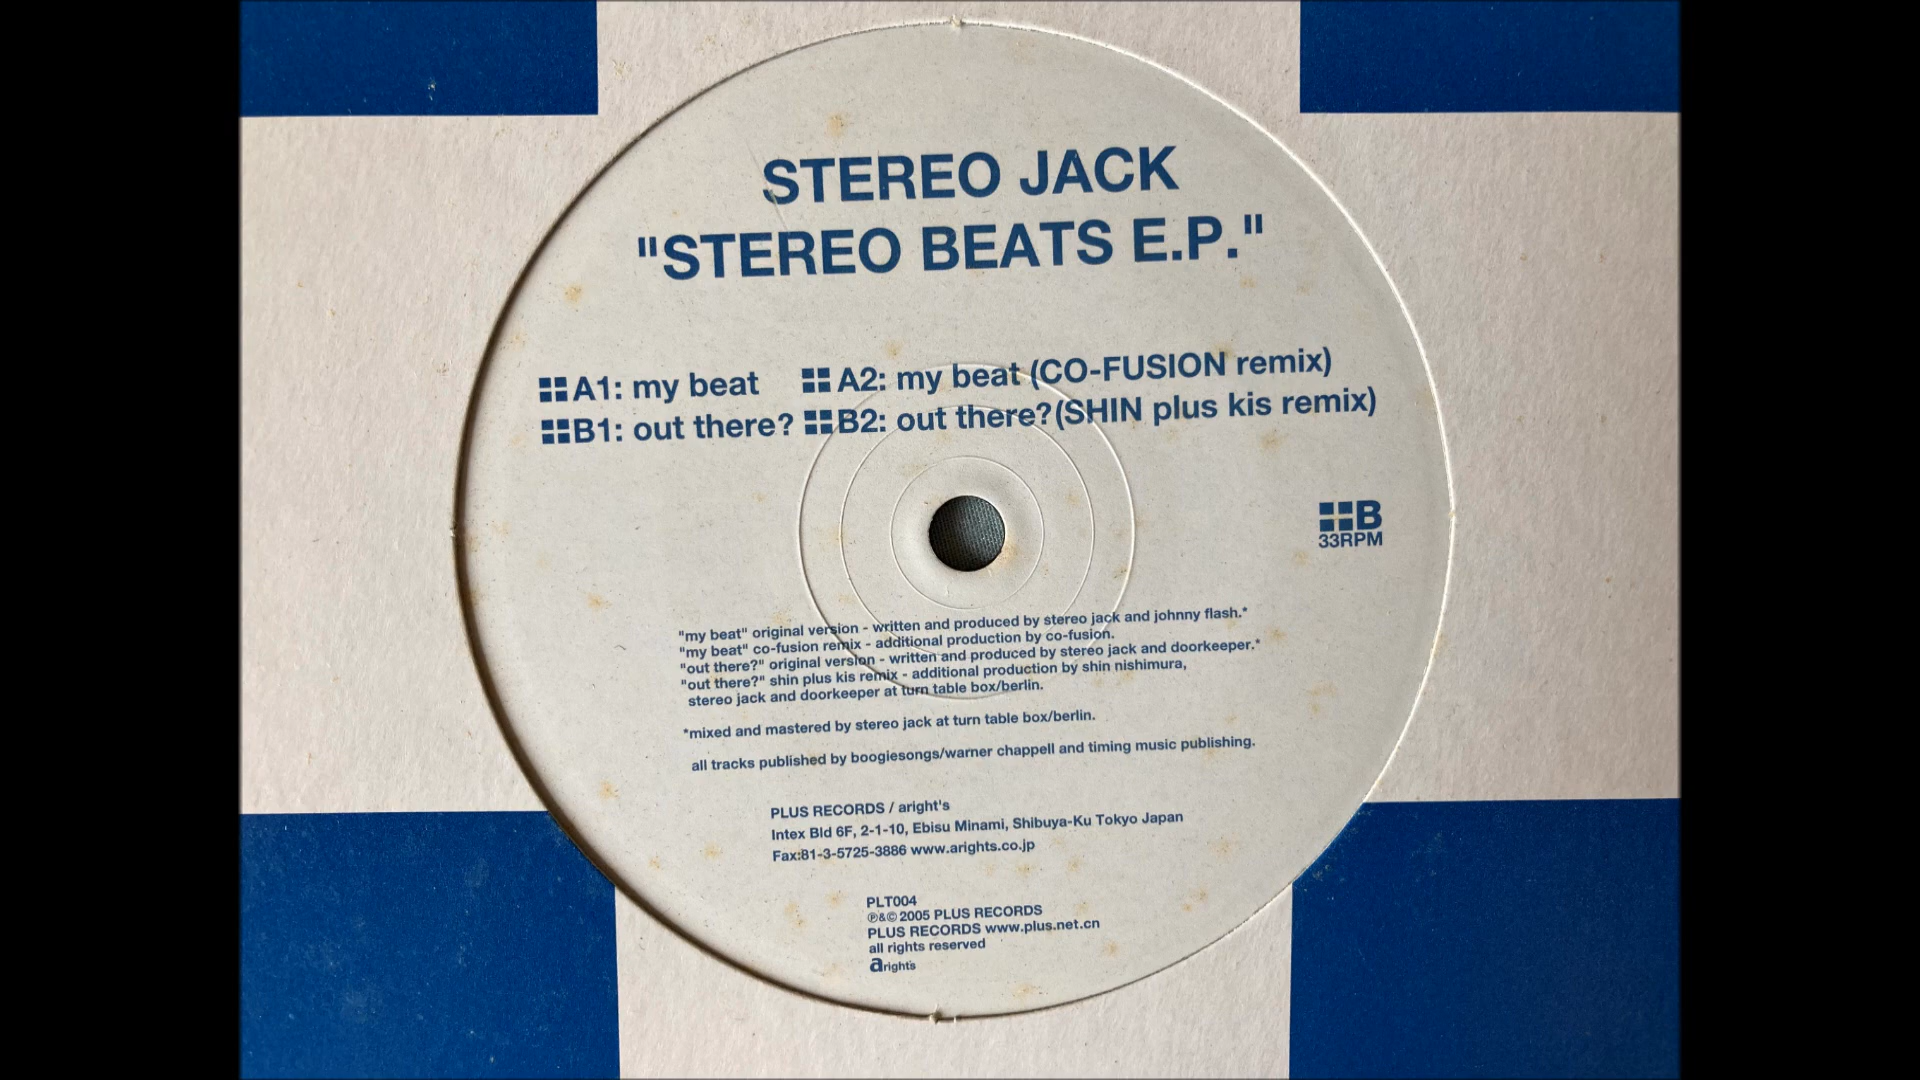 STEREO JACK
"STEREO BEATS E.P."
A1: my beat A2: my beat (CO-FUSION remix)
B1: out there? B2: out there?(SHIN plus kis remix)
B
33RPM
"my beat" original version - written and produced by stereo jack and johnny flash.*
"my beat" co-fusion remix - additional production by co-fusion.
"out there?" original version - written and produced by stereo jack and doorkeeper.*
"out there?" shin plus kis remix - additional production by shin nishimura,
stereo jack and doorkeeper at turn table box/berlin.
*mixed and mastered by stereo jack at turn table box/berlin.
all tracks published by boogiesongs/warner chappell and timing music publishing.
PLUS RECORDS / aright's
Intex Bld 6F, 2-1-10, Ebisu Minami, Shibuya-Ku Tokyo Japan
Fax:81-3-5725-3886 www.arights.co.jp
PLT004
℗&© 2005 PLUS RECORDS
PLUS RECORDS www.plus.net.cn
all rights reserved
aright's